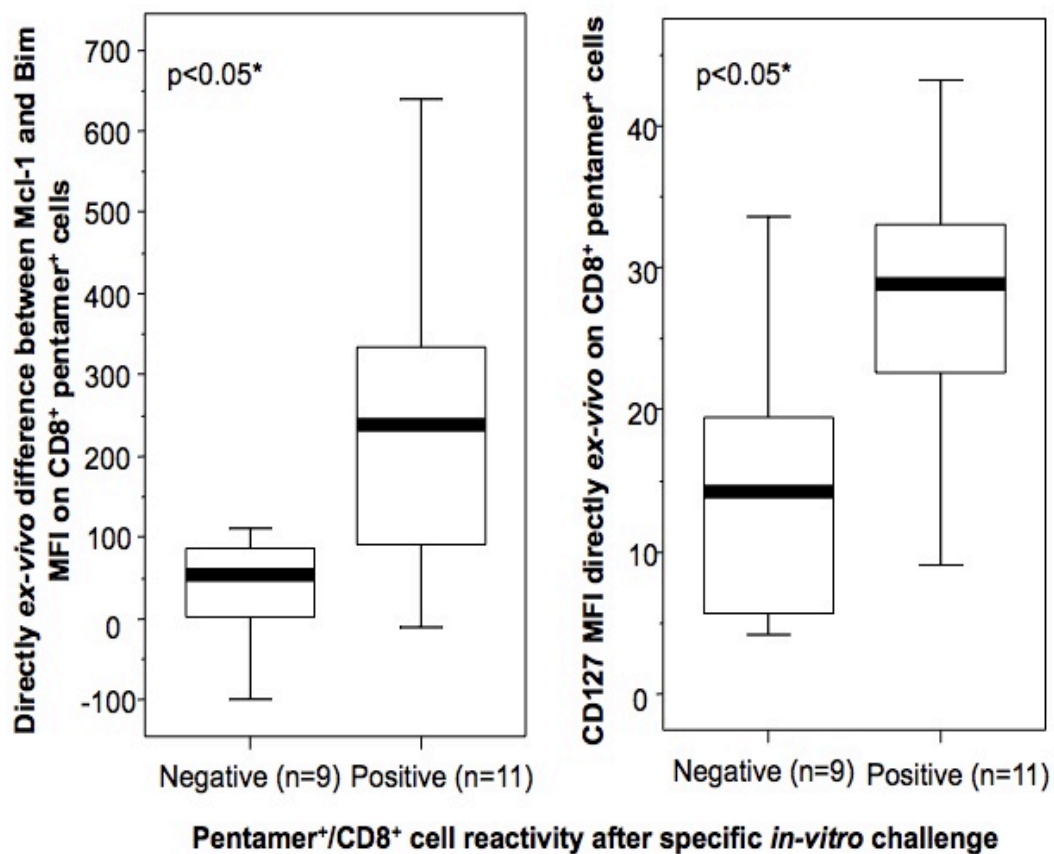 Directly ex-vivo difference between Mcl-1 and Bim
MFI on CD8⁺ pentamer⁺ cells
700
600
500
400
300
200
100
0
-100
p<0.05*
Negative (n=9) Positive (n=11)
CD127 MFI directly ex-vivo on CD8⁺ pentamer⁺ cells
40
30
20
10
0
p<0.05*
Negative (n=9) Positive (n=11)
Pentamer⁺/CD8⁺ cell reactivity after specific in-vitro challenge